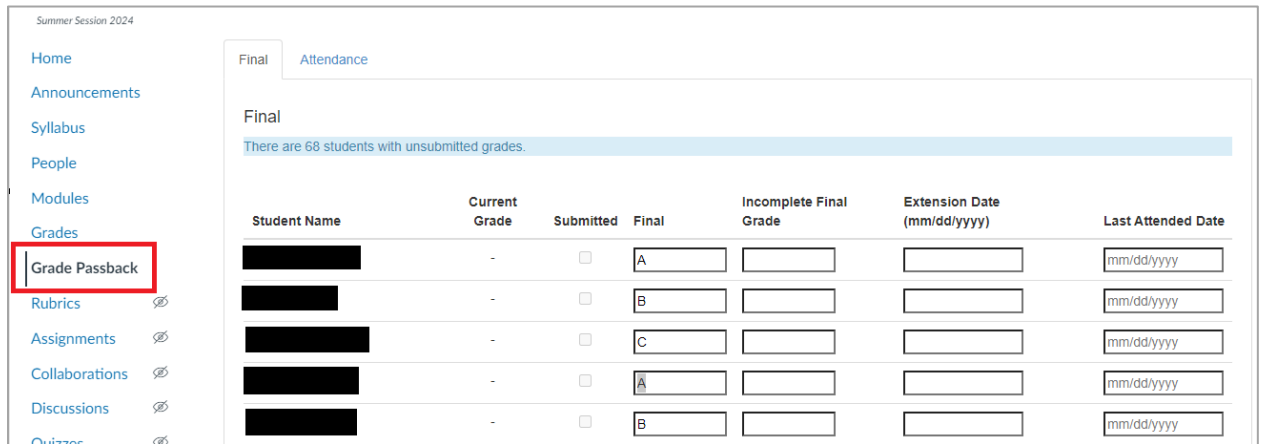 Summer Session 2024
Home
Announcements
Syllabus
People
Modules
Grades
Grade Passback
Rubrics
Assignments
Collaborations
Discussions
Quizzes
Final Attendance
Final
There are 68 students with unsubmitted grades.
Student Name Current Grade Submitted Final Incomplete Final Grade Extension Date (mm/dd/yyyy) Last Attended Date
- A mm/dd/yyyy
- B mm/dd/yyyy
- C mm/dd/yyyy
- A mm/dd/yyyy
- B mm/dd/yyyy